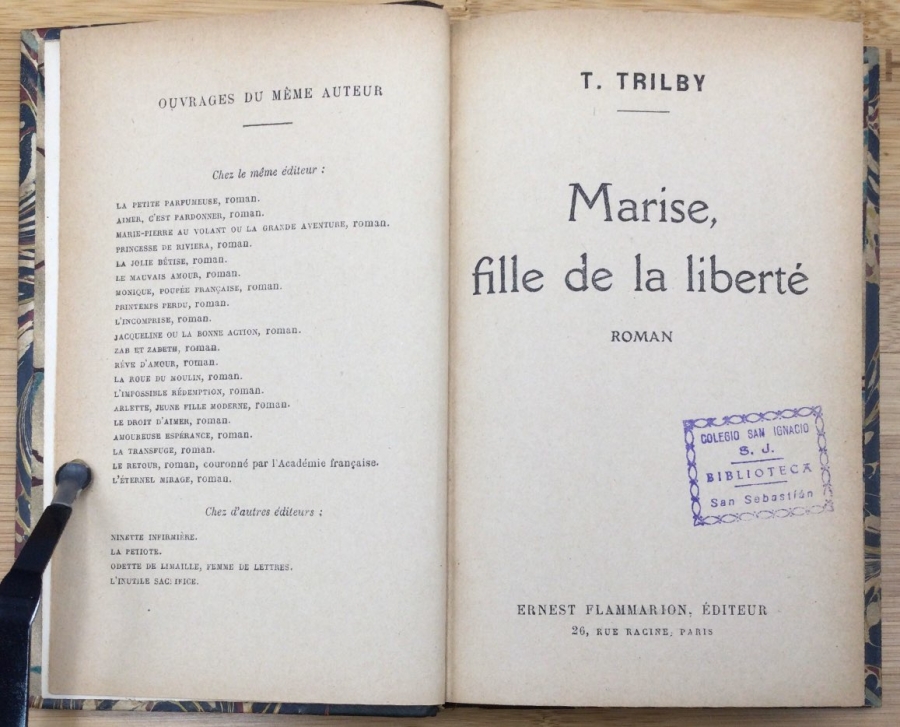 OUVRAGES DU MÊME AUTEUR
Chez le même éditeur :
LA PETITE PARFUMEUSE, roman.
AIMER, C'EST PARDONNER, roman.
MARIE-PIERRE AU VOLANT OU LA GRANDE AVENTURE, roman.
PRINCESSE DE RIVIERA, roman.
LA JOLIE BÊTISE, roman.
LE MAUVAIS AMOUR, roman.
MONIQUE, POUPÉE FRANÇAISE, roman.
PRINTEMPS PERDU, roman.
L'INCOMPRISE, roman.
JACQUELINE OU LA BONNE ACTION, roman.
ZAB ET ZABETH, roman.
RÊVE D'AMOUR, roman.
LA ROUE DU MOULIN, roman.
L'IMPOSSIBLE RÉDEMPTION, roman.
ARLETTE, JEUNE FILLE MODERNE, roman.
LE DROIT D'AIMER, roman.
AMOUREUSE ESPÉRANCE, roman.
LA TRANSFUGE, roman.
LE RETOUR, roman, couronné par l'Académie française.
L'ÉTERNEL MIRAGE, roman.
Chez d'autres éditeurs :
NINETTE INFIRMIÈRE.
LA PETIOTE.
ODETTE DE LIMAILLE, FEMME DE LETTRES.
L'INUTILE SACRIFICE.
T. TRILBY
Marise,
fille de la liberté
ROMAN
COLEGIO SAN IGNACIO
S. J.
BIBLIOTECA
San Sebastián
ERNEST FLAMMARION, ÉDITEUR
26, RUE RACINE, PARIS